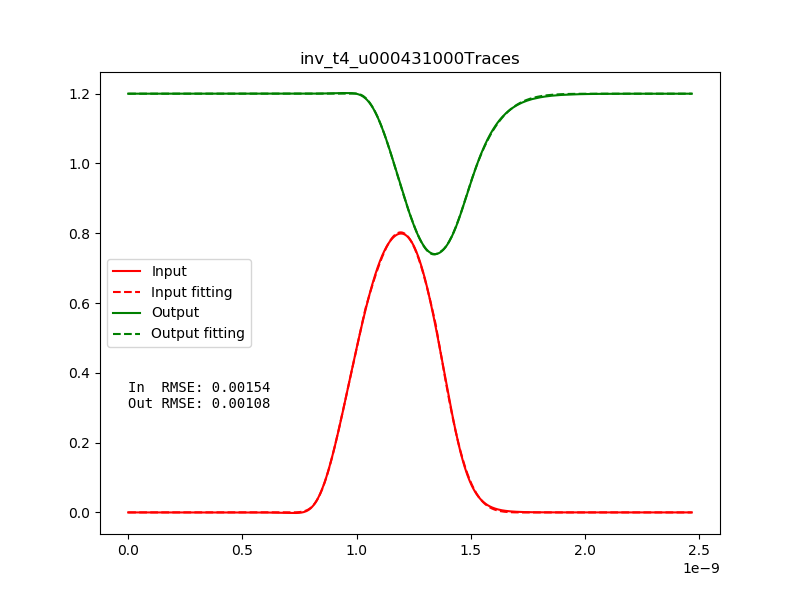 inv_t4_u000431000Traces
1.2
1.0
0.8
0.6
0.4
0.2
0.0
Input
Input fitting
Output
Output fitting
In  RMSE: 0.00154
Out RMSE: 0.00108
0.0 0.5 1.0 1.5 2.0 2.5
1e−9